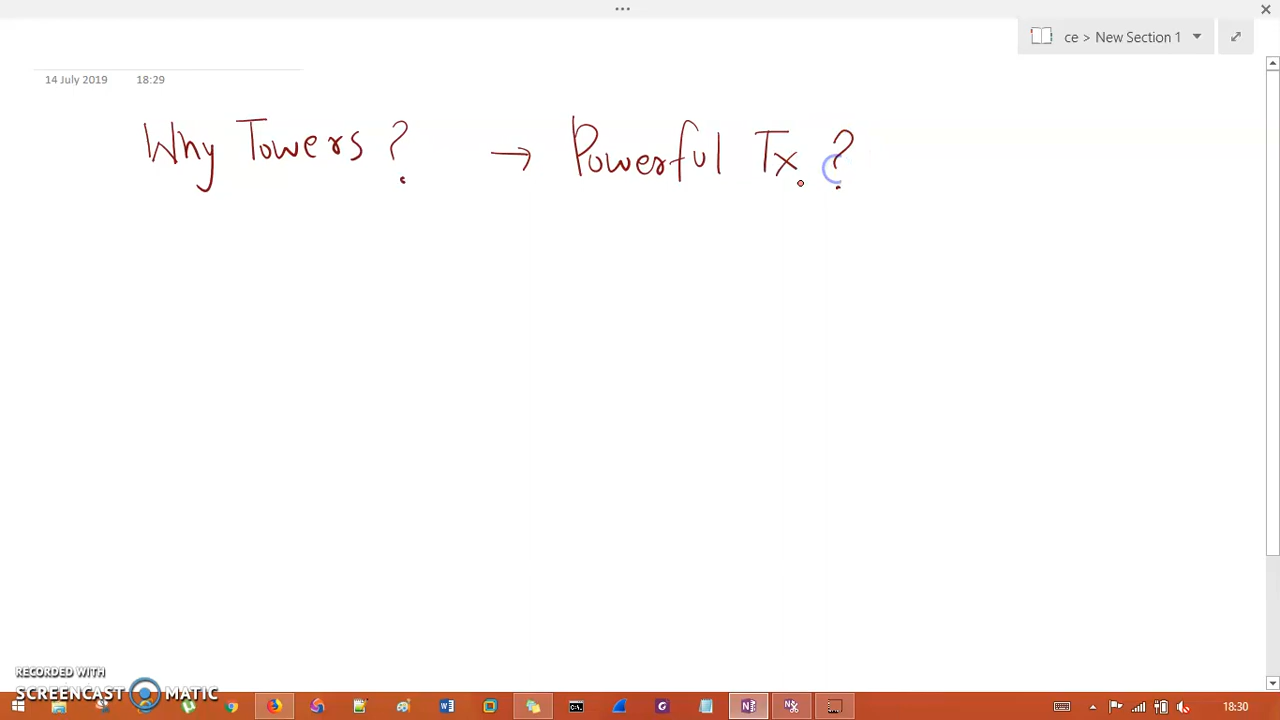 ce > New Section 1
14 July 2019 18:29
Why Towers ? → Powerful Tx ?
RECORDED WITH
SCREENCAST MATIC
18:30